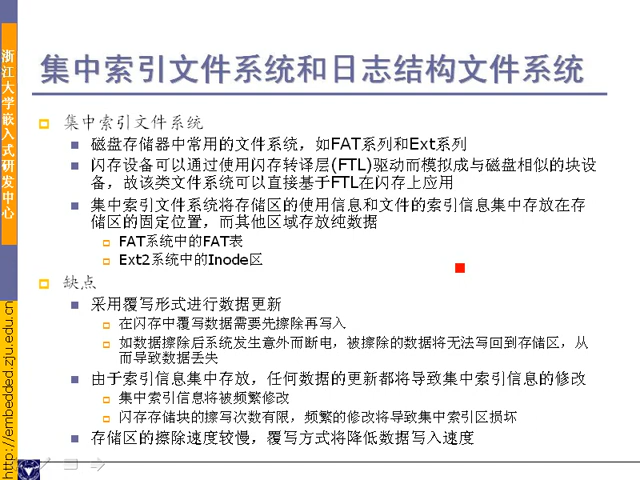 集中索引文件系统和日志结构文件系统
集中索引文件系统
磁盘存储器中常用的文件系统，如FAT系列和Ext系列
闪存设备可以通过使用闪存转译层(FTL)驱动而模拟成与磁盘相似的块设
备，故该类文件系统可以直接基于FTL在闪存上应用
集中索引文件系统将存储区的使用信息和文件的索引信息集中存放在存
储区的固定位置，而其他区域存放纯数据
FAT系统中的FAT表
Ext2系统中的Inode区
缺点
采用覆写形式进行数据更新
在闪存中覆写数据需要先擦除再写入
如数据擦除后系统发生意外而断电，被擦除的数据将无法写回到存储区，从
而导致数据丢失
由于索引信息集中存放，任何数据的更新都将导致集中索引信息的修改
集中索引信息将被频繁修改
闪存存储块的擦写次数有限，频繁的修改将导致集中索引区损坏
存储区的擦除速度较慢，覆写方式将降低数据写入速度
浙江大学嵌入式研发中心
http://embedded.zju.edu.cn